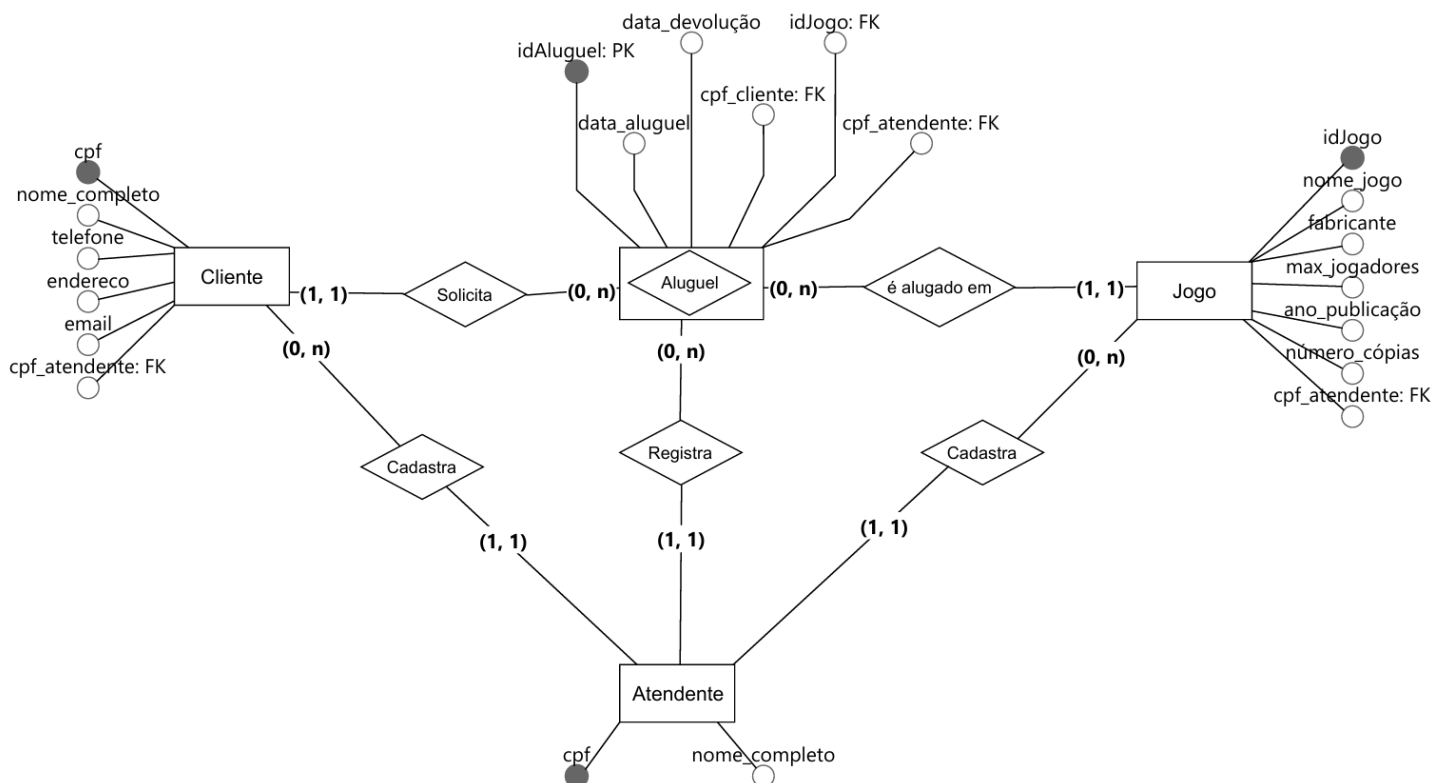 data_devolução
idJogo: FK
idAluguel: PK
cpf_cliente: FK
data_aluguel
cpf_atendente: FK
cpf
nome_completo
telefone
endereco
email
cpf_atendente: FK
idJogo
nome_jogo
fabricante
max_jogadores
ano_publicação
número_cópias
cpf_atendente: FK
Cliente
(1, 1)
Solicita
(0, n)
Aluguel
(0, n)
é alugado em
(1, 1)
Jogo
(0, n)
(0, n)
(0, n)
Cadastra
Registra
Cadastra
(1, 1)
(1, 1)
(1, 1)
Atendente
cpf
nome_completo